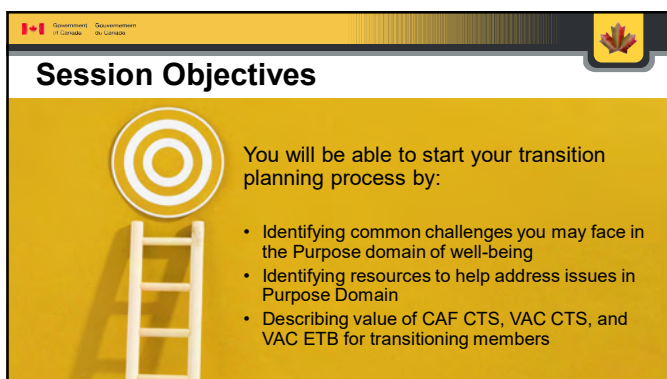 Government Gouvernement
of Canada du Canada
Session Objectives
You will be able to start your transition
planning process by:
• Identifying common challenges you may face in
the Purpose domain of well-being
• Identifying resources to help address issues in
Purpose Domain
• Describing value of CAF CTS, VAC CTS, and
VAC ETB for transitioning members